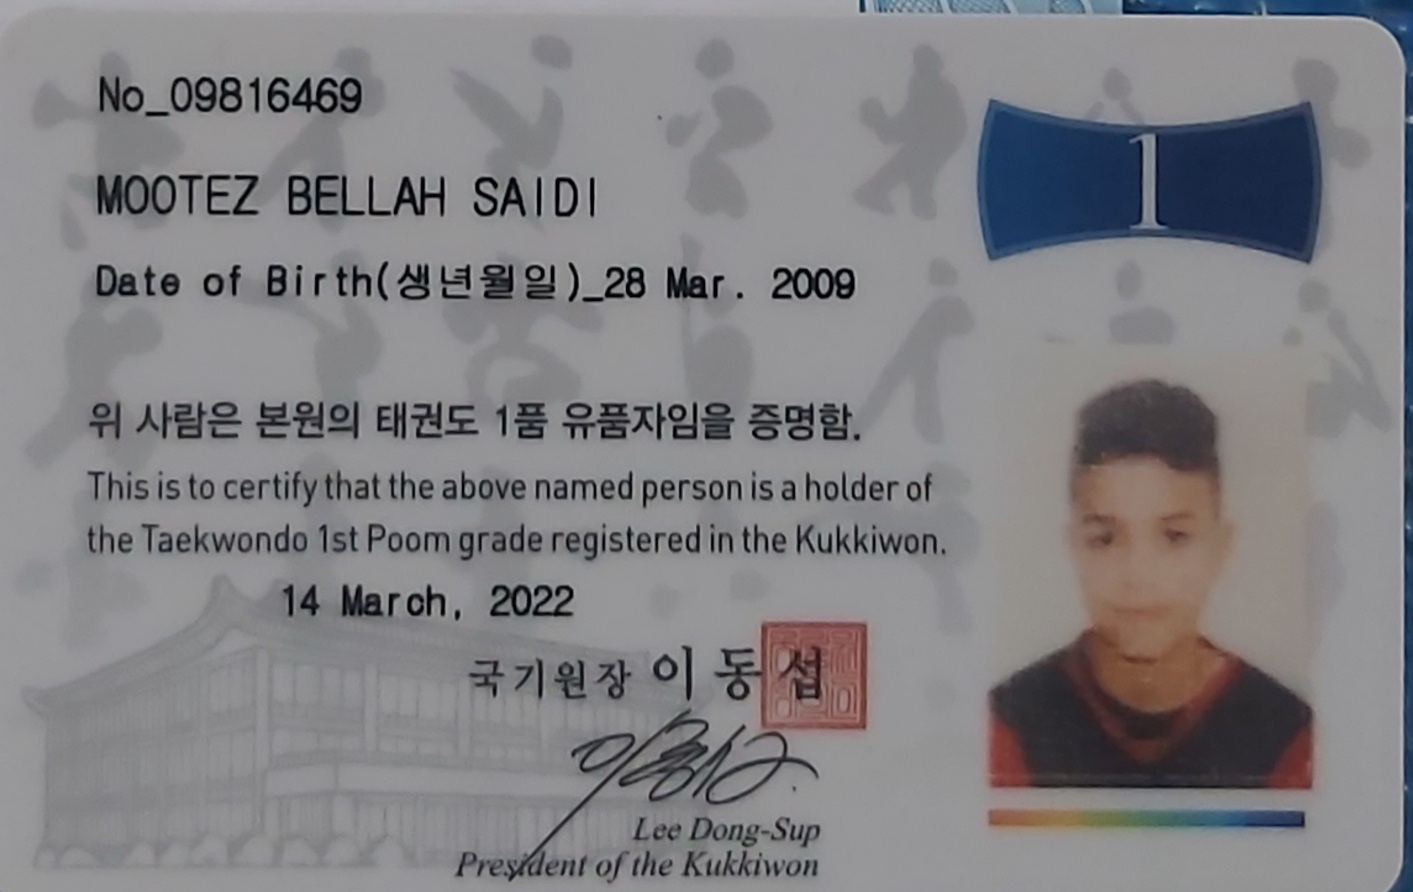 No_09816469
1
MOOTEZ BELLAH SAIDI
Date of Birth(생년월일)_28 Mar. 2009
위 사람은 본원의 태권도 1품 유품자임을 증명함.
This is to certify that the above named person is a holder of
the Taekwondo 1st Poom grade registered in the Kukkiwon.
14 March, 2022
국기원장 이동섭
Lee Dong-Sup
President of the Kukkiwon